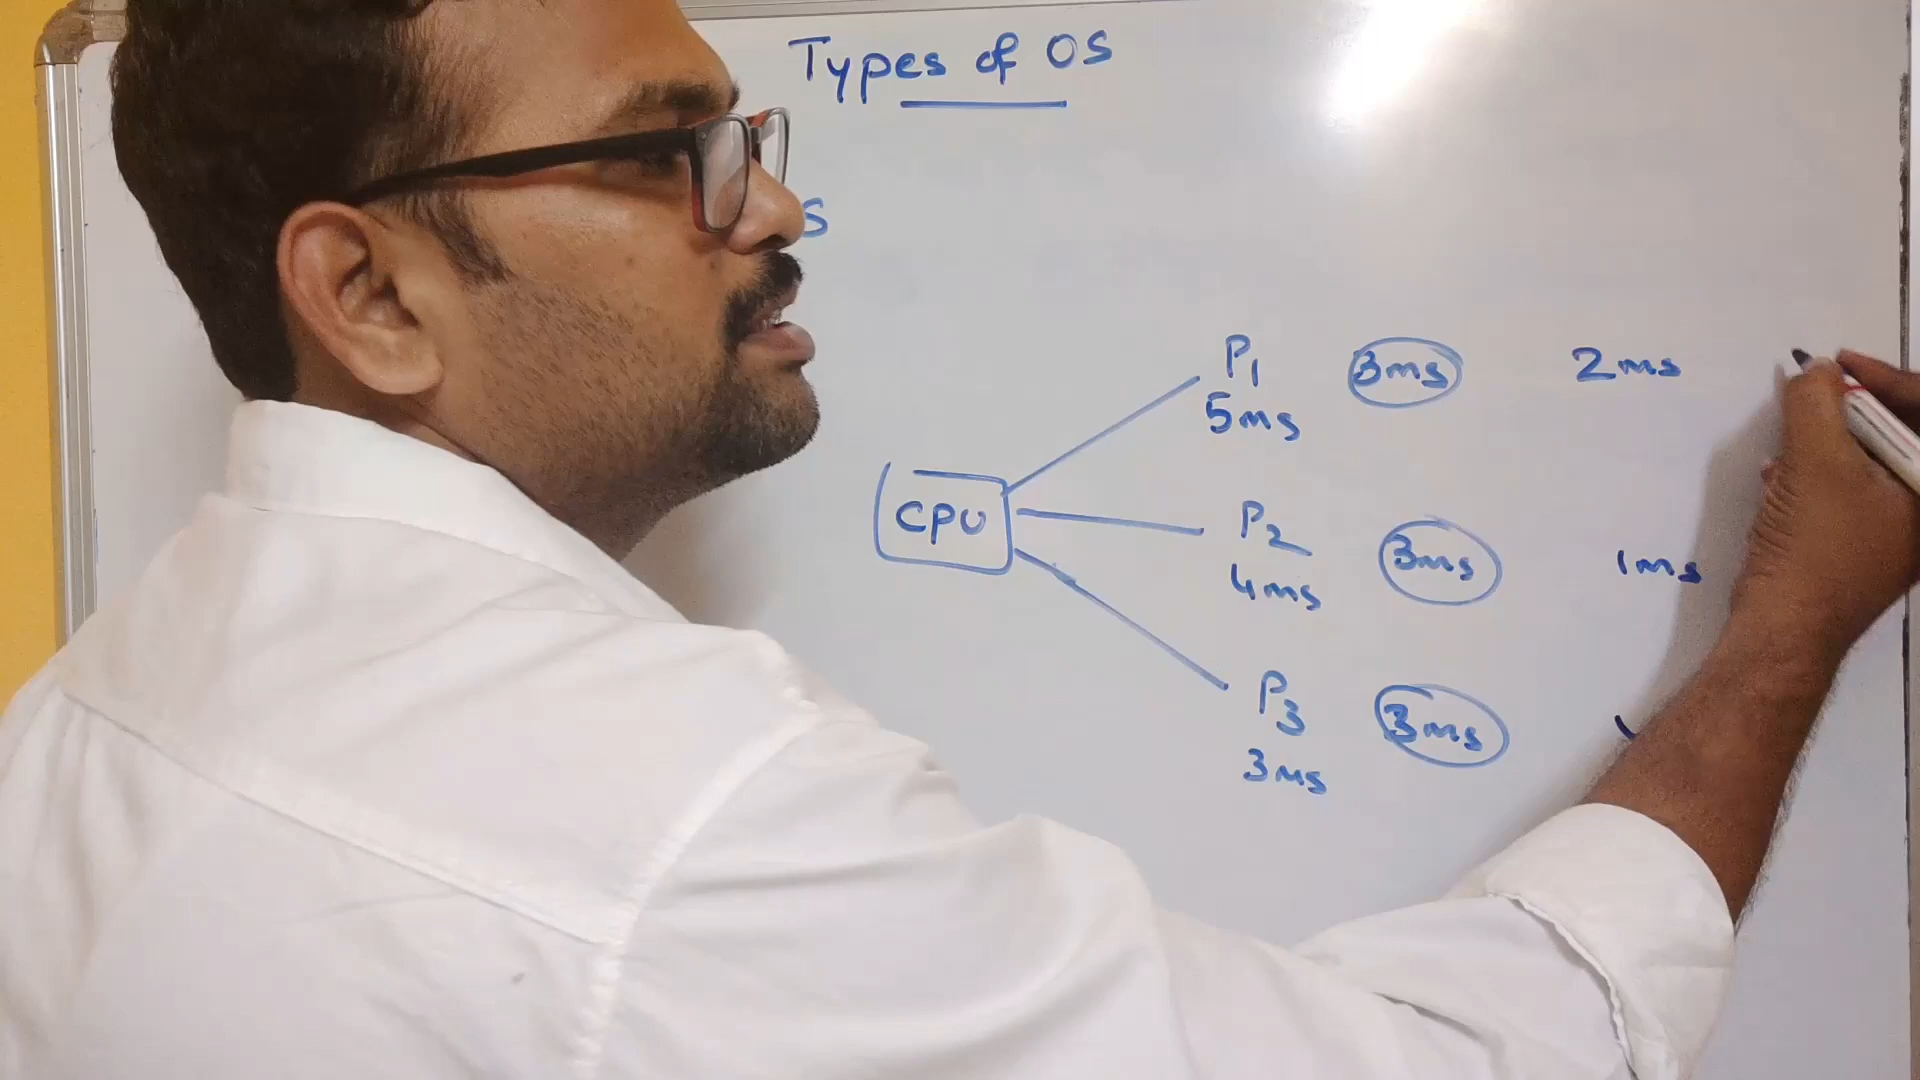 Types of OS
S
P1 3ms 2ms
5ms
CPU
P2 3ms 1ms
4ms
P3 3ms
3ms